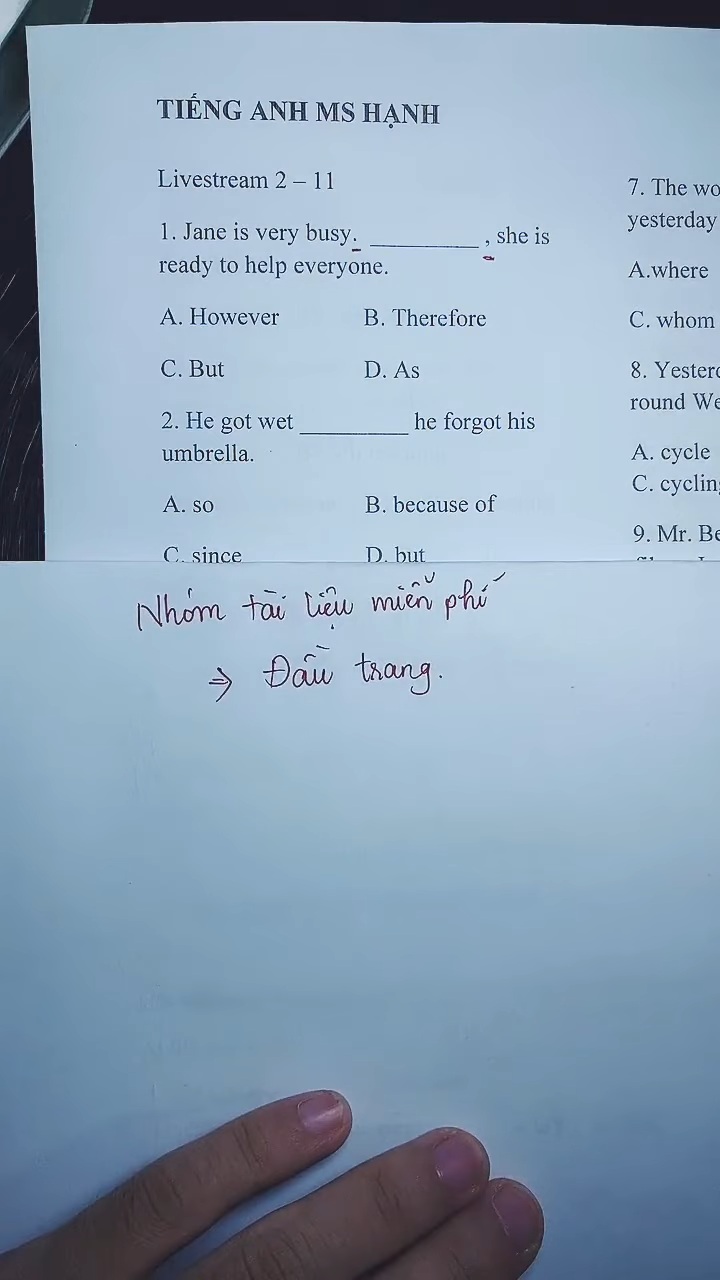 TIẾNG ANH MS HẠNH
Livestream 2 – 11
1. Jane is very busy. __________ , she is
ready to help everyone.
A. However B. Therefore
C. But D. As
2. He got wet __________ he forgot his
umbrella.
A. so B. because of
C. since D. but
7. The wo
yesterday
A.where
C. whom
8. Yester
round We
A. cycle
C. cyclin
9. Mr. Be
Nhóm tài liệu miễn phí
⇒ Đầu trang.